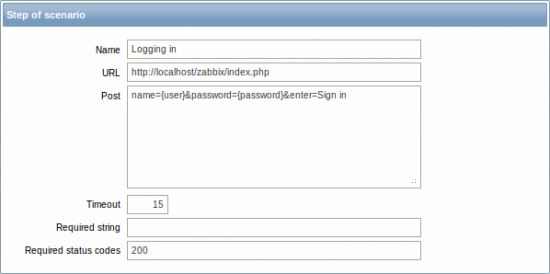 Step of scenario
Name Logging in
URL http://localhost/zabbix/index.php
Post name={user}&password={password}&enter=Sign in
Timeout 15
Required string
Required status codes 200